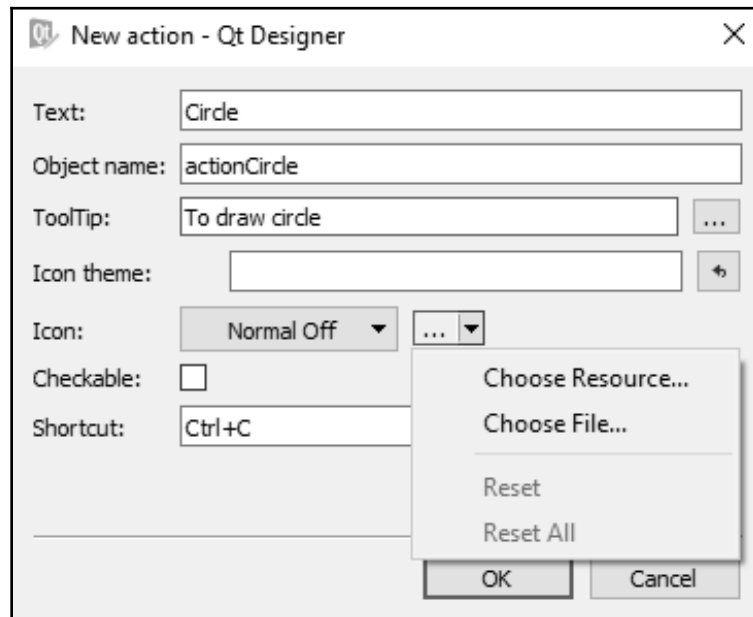 Qt New action - Qt Designer
Text: Circle
Object name: actionCircle
ToolTip: To draw circle ...
Icon theme:
Icon: Normal Off ...
Choose Resource...
Checkable:
Choose File...
Shortcut: Ctrl+C
Reset
Reset All
OK Cancel